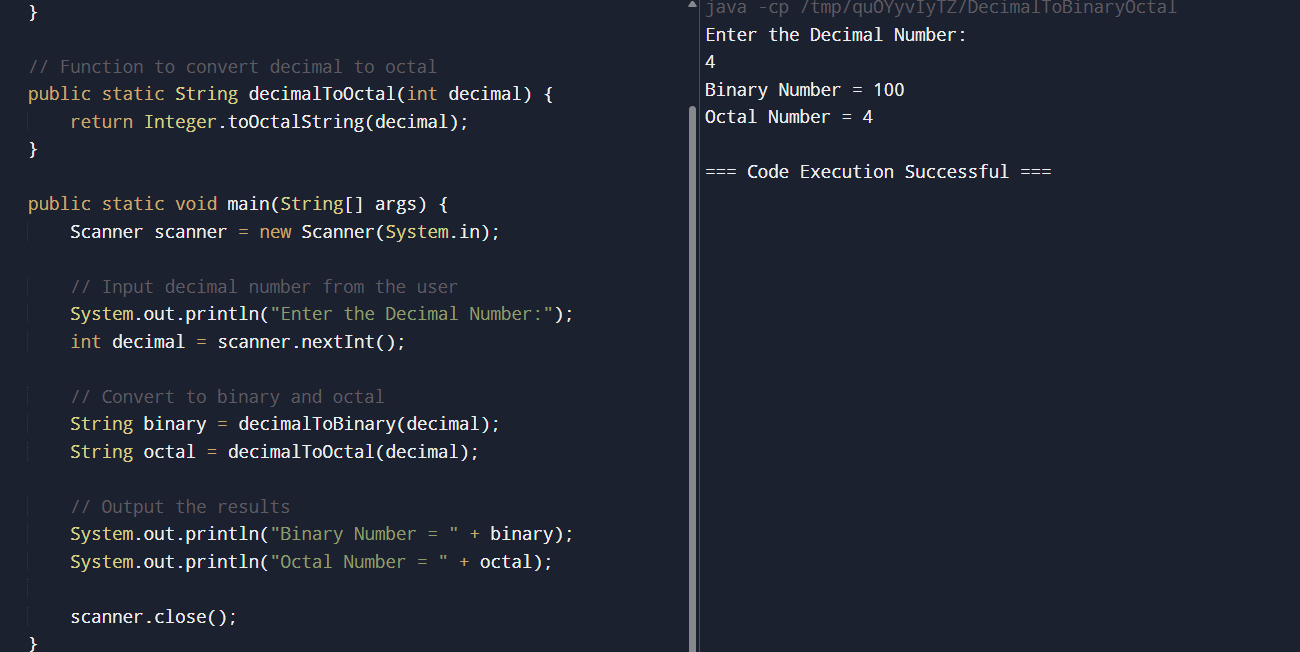 }

// Function to convert decimal to octal
public static String decimalToOctal(int decimal) {
    return Integer.toOctalString(decimal);
}

public static void main(String[] args) {
    Scanner scanner = new Scanner(System.in);

    // Input decimal number from the user
    System.out.println("Enter the Decimal Number:");
    int decimal = scanner.nextInt();

    // Convert to binary and octal
    String binary = decimalToBinary(decimal);
    String octal = decimalToOctal(decimal);

    // Output the results
    System.out.println("Binary Number = " + binary);
    System.out.println("Octal Number = " + octal);

    scanner.close();
}
java -cp /tmp/quOYyvIyTZ/DecimalToBinaryOctal
Enter the Decimal Number:
4
Binary Number = 100
Octal Number = 4

=== Code Execution Successful ===